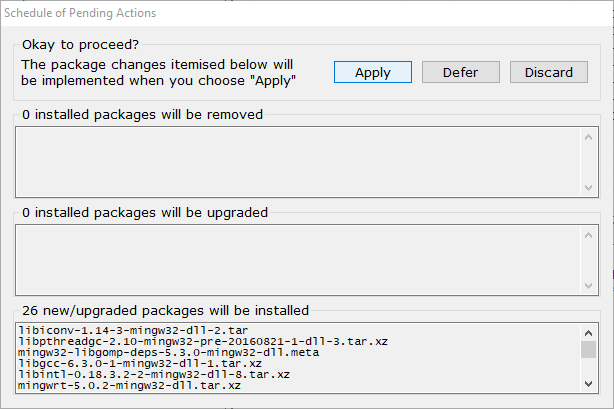 Schedule of Pending Actions
Okay to proceed?
The package changes itemised below will
be implemented when you choose "Apply"
Apply
Defer
Discard
0 installed packages will be removed
0 installed packages will be upgraded
26 new/upgraded packages will be installed
libiconv-1.14-3-mingw32-dll-2.tar
libpthreadgc-2.10-mingw32-pre-20160821-1-dll-3.tar.xz
mingw32-libgomp-deps-5.3.0-mingw32-dll.meta
libgcc-6.3.0-1-mingw32-dll-1.tar.xz
libintl-0.18.3.2-2-mingw32-dll-8.tar.xz
mingwrt-5.0.2-mingw32-dll.tar.xz